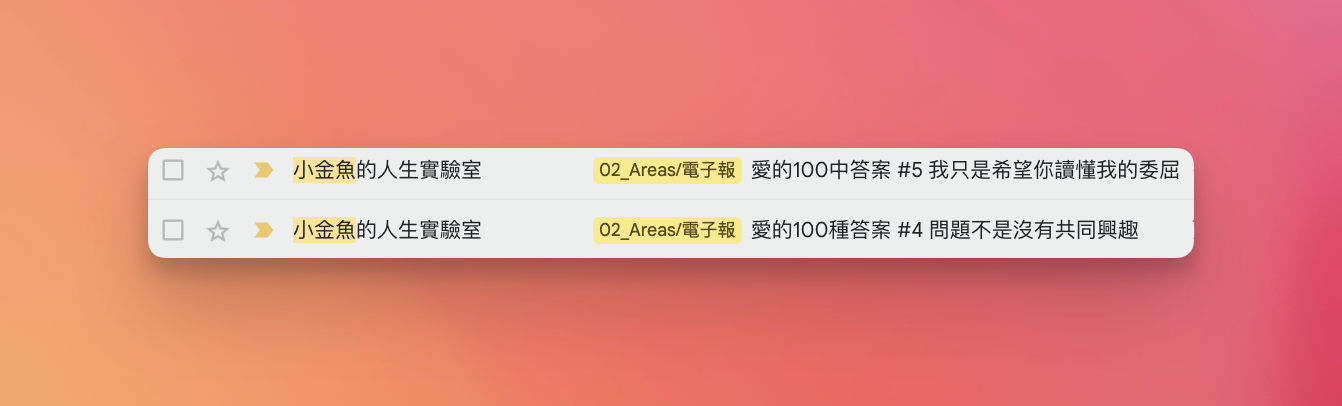 小金魚的人生實驗室 02_Areas/電子報 愛的100中答案 #5 我只是希望你讀懂我的委屈
小金魚的人生實驗室 02_Areas/電子報 愛的100種答案 #4 問題不是沒有共同興趣